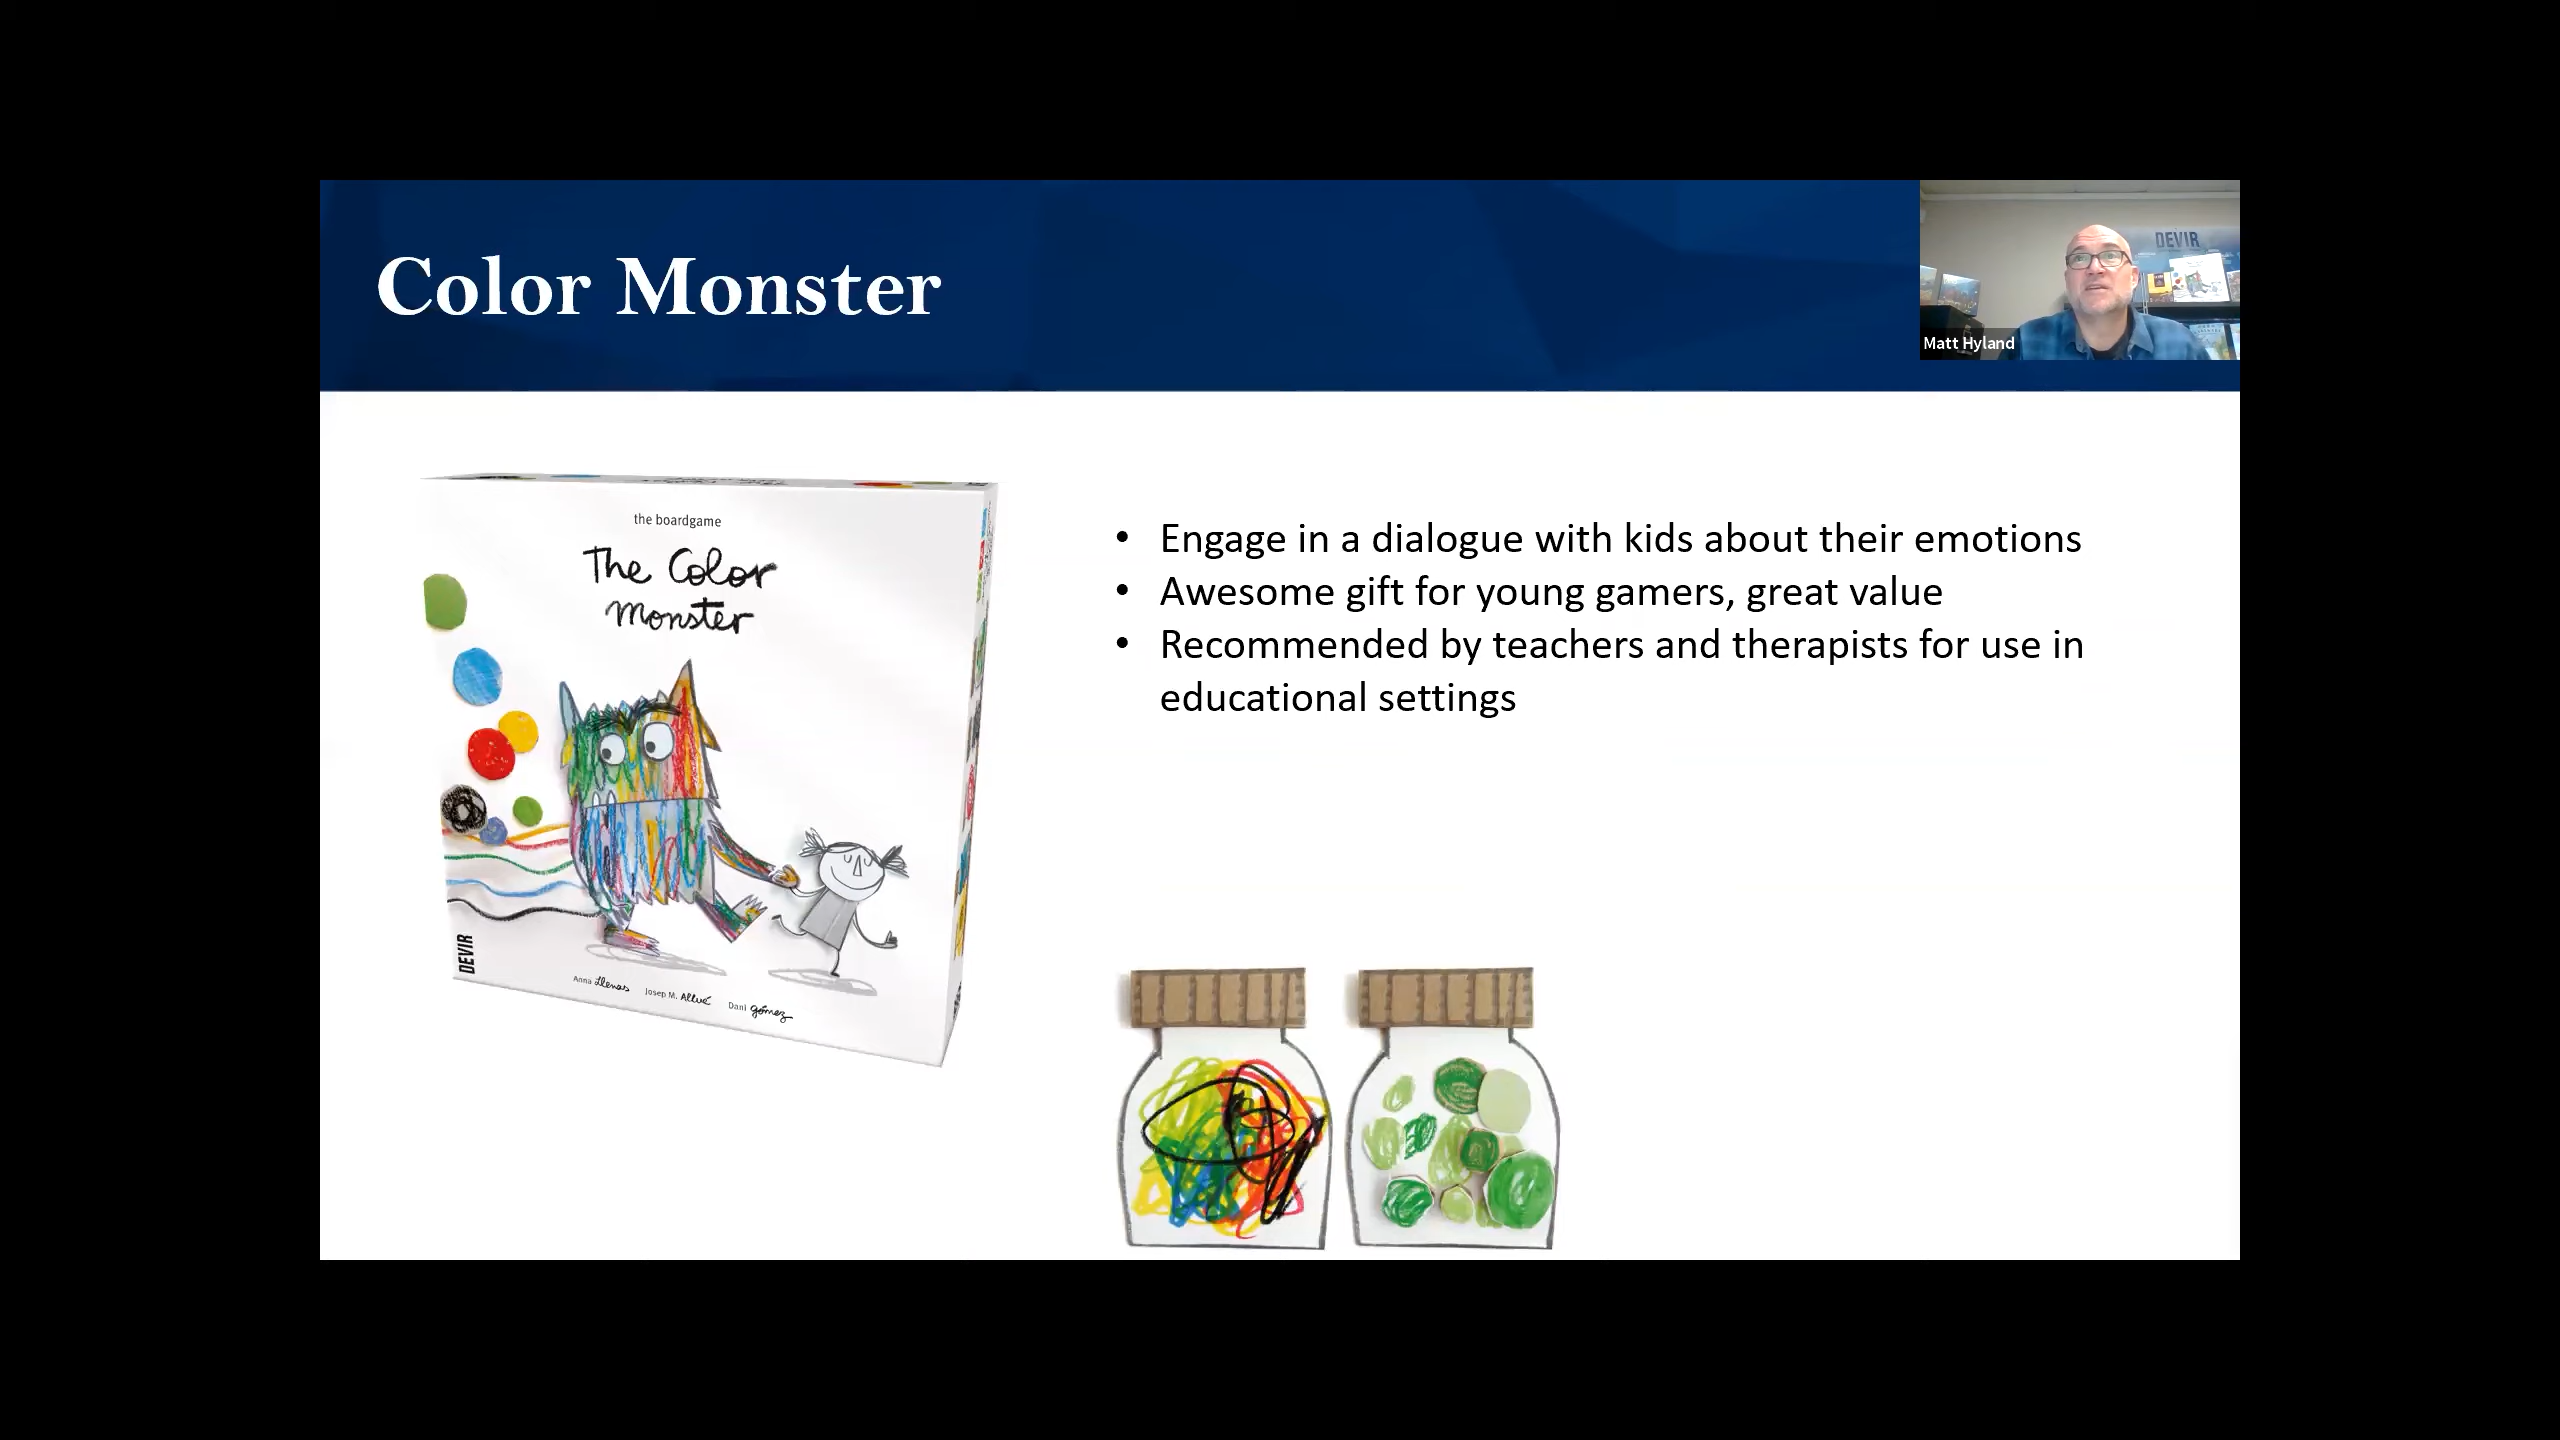 Color Monster
DEVIR
Matt Hyland
the boardgame
The Color
monster
DEVIR
Anna Llenas Josep M. Allué Dani gómez
• Engage in a dialogue with kids about their emotions
• Awesome gift for young gamers, great value
• Recommended by teachers and therapists for use in
educational settings